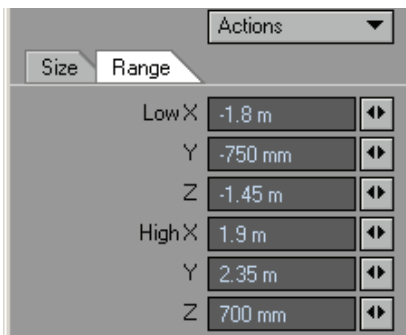 Actions
Size Range
Low X -1.8 m
Y -750 mm
Z -1.45 m
High X 1.9 m
Y 2.35 m
Z 700 mm